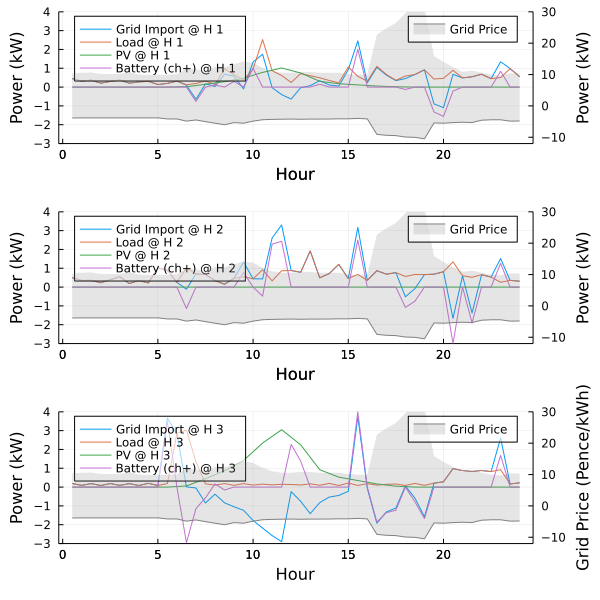 4
3
2
1
0
−1
−2
−3
Power (kW)
Grid Import @ H 1
Load @ H 1
PV @ H 1
Battery (ch+) @ H 1
Grid Price
30
20
10
0
−10
Power (kW)
0 5 10 15 20
Hour
4
3
2
1
0
−1
−2
−3
Power (kW)
Grid Import @ H 2
Load @ H 2
PV @ H 2
Battery (ch+) @ H 2
Grid Price
30
20
10
0
−10
Power (kW)
0 5 10 15 20
Hour
4
3
2
1
0
−1
−2
−3
Power (kW)
Grid Import @ H 3
Load @ H 3
PV @ H 3
Battery (ch+) @ H 3
Grid Price
30
20
10
0
−10
Grid Price (Pence/kWh)
0 5 10 15 20
Hour